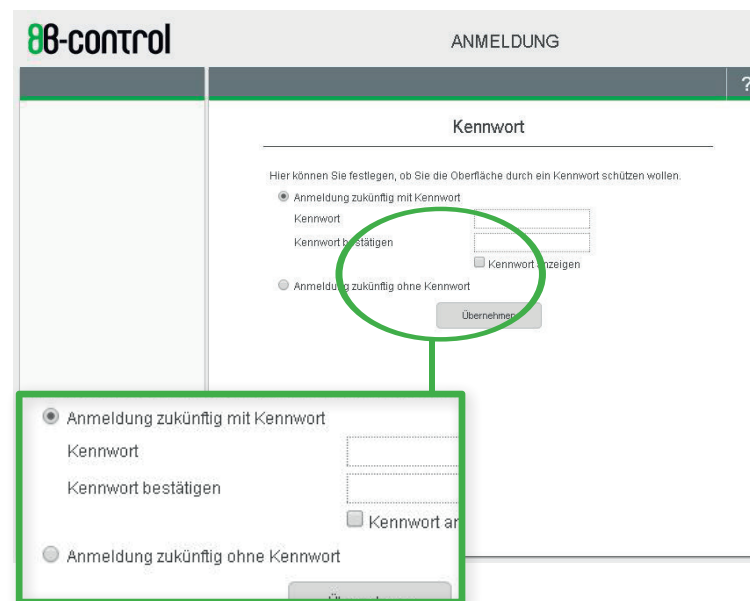 88-control
ANMELDUNG
?
Kennwort
Hier können Sie festlegen, ob Sie die Oberfläche durch ein Kennwort schützen wollen.
Anmeldung zukünftig mit Kennwort
Kennwort
Kennwort bestätigen
Kennwort anzeigen
Anmeldung zukünftig ohne Kennwort
Übernehmen
Anmeldung zukünftig mit Kennwort
Kennwort
Kennwort bestätigen
Kennwort an
Anmeldung zukünftig ohne Kennwort